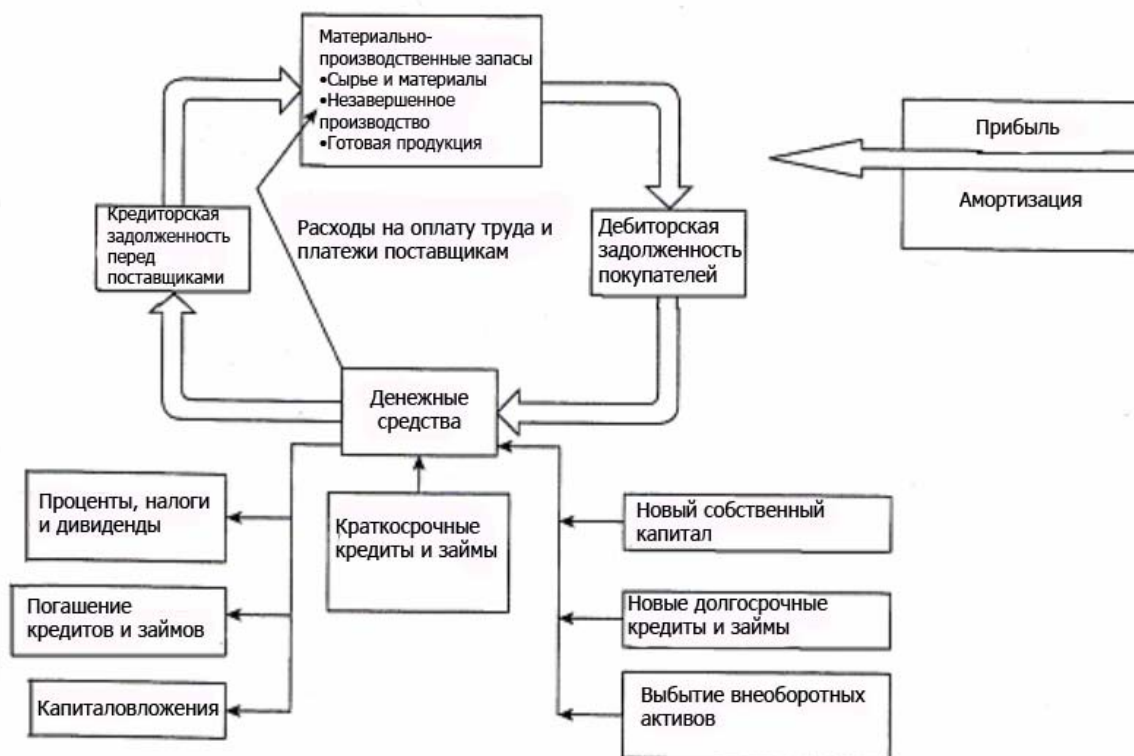 Материально-
производственные запасы
•Сырье и материалы
•Незавершенное
производство
•Готовая продукция
Прибыль
Амортизация
Кредиторская
задолженность
перед
поставщиками
Расходы на оплату труда и
платежи поставщикам
Дебиторская
задолженность
покупателей
Денежные
средства
Проценты, налоги
и дивиденды
Краткосрочные
кредиты и займы
Новый собственный
капитал
Погашение
кредитов и займов
Новые долгосрочные
кредиты и займы
Капиталовложения
Выбытие внеоборотных
активов